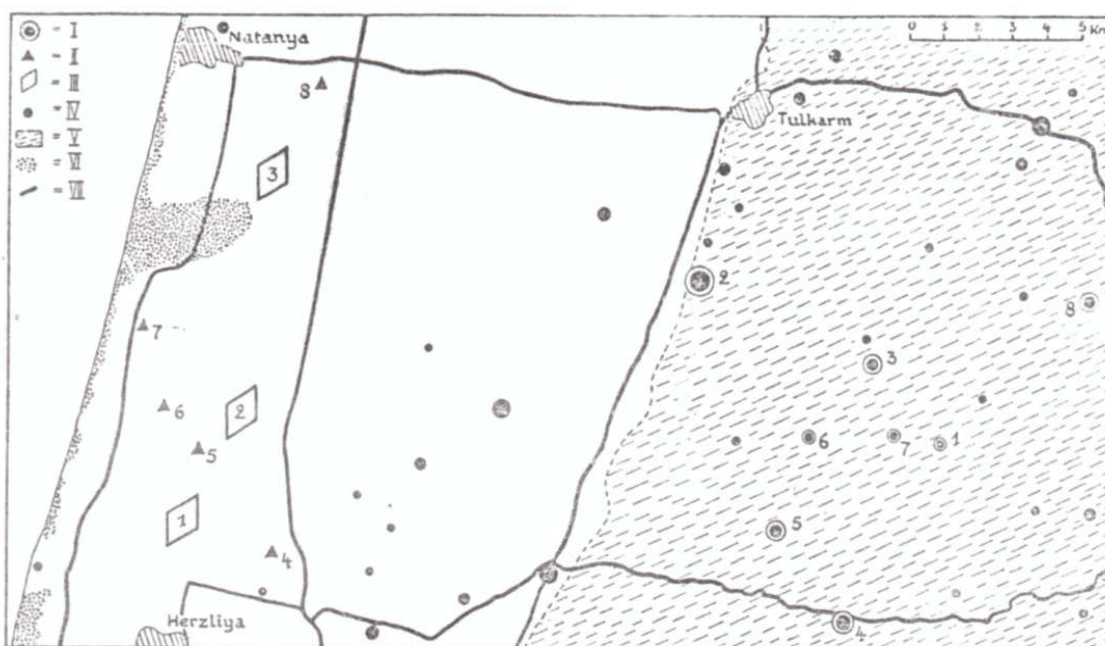 = I
= II
= III
= IV
= V
= VI
= VII
Natanya
0 1 2 3 4 5 Km
8
Tulkarm
3
2
8
7
3
2
6
5
6
7
1
1
5
4
Herzliya
4